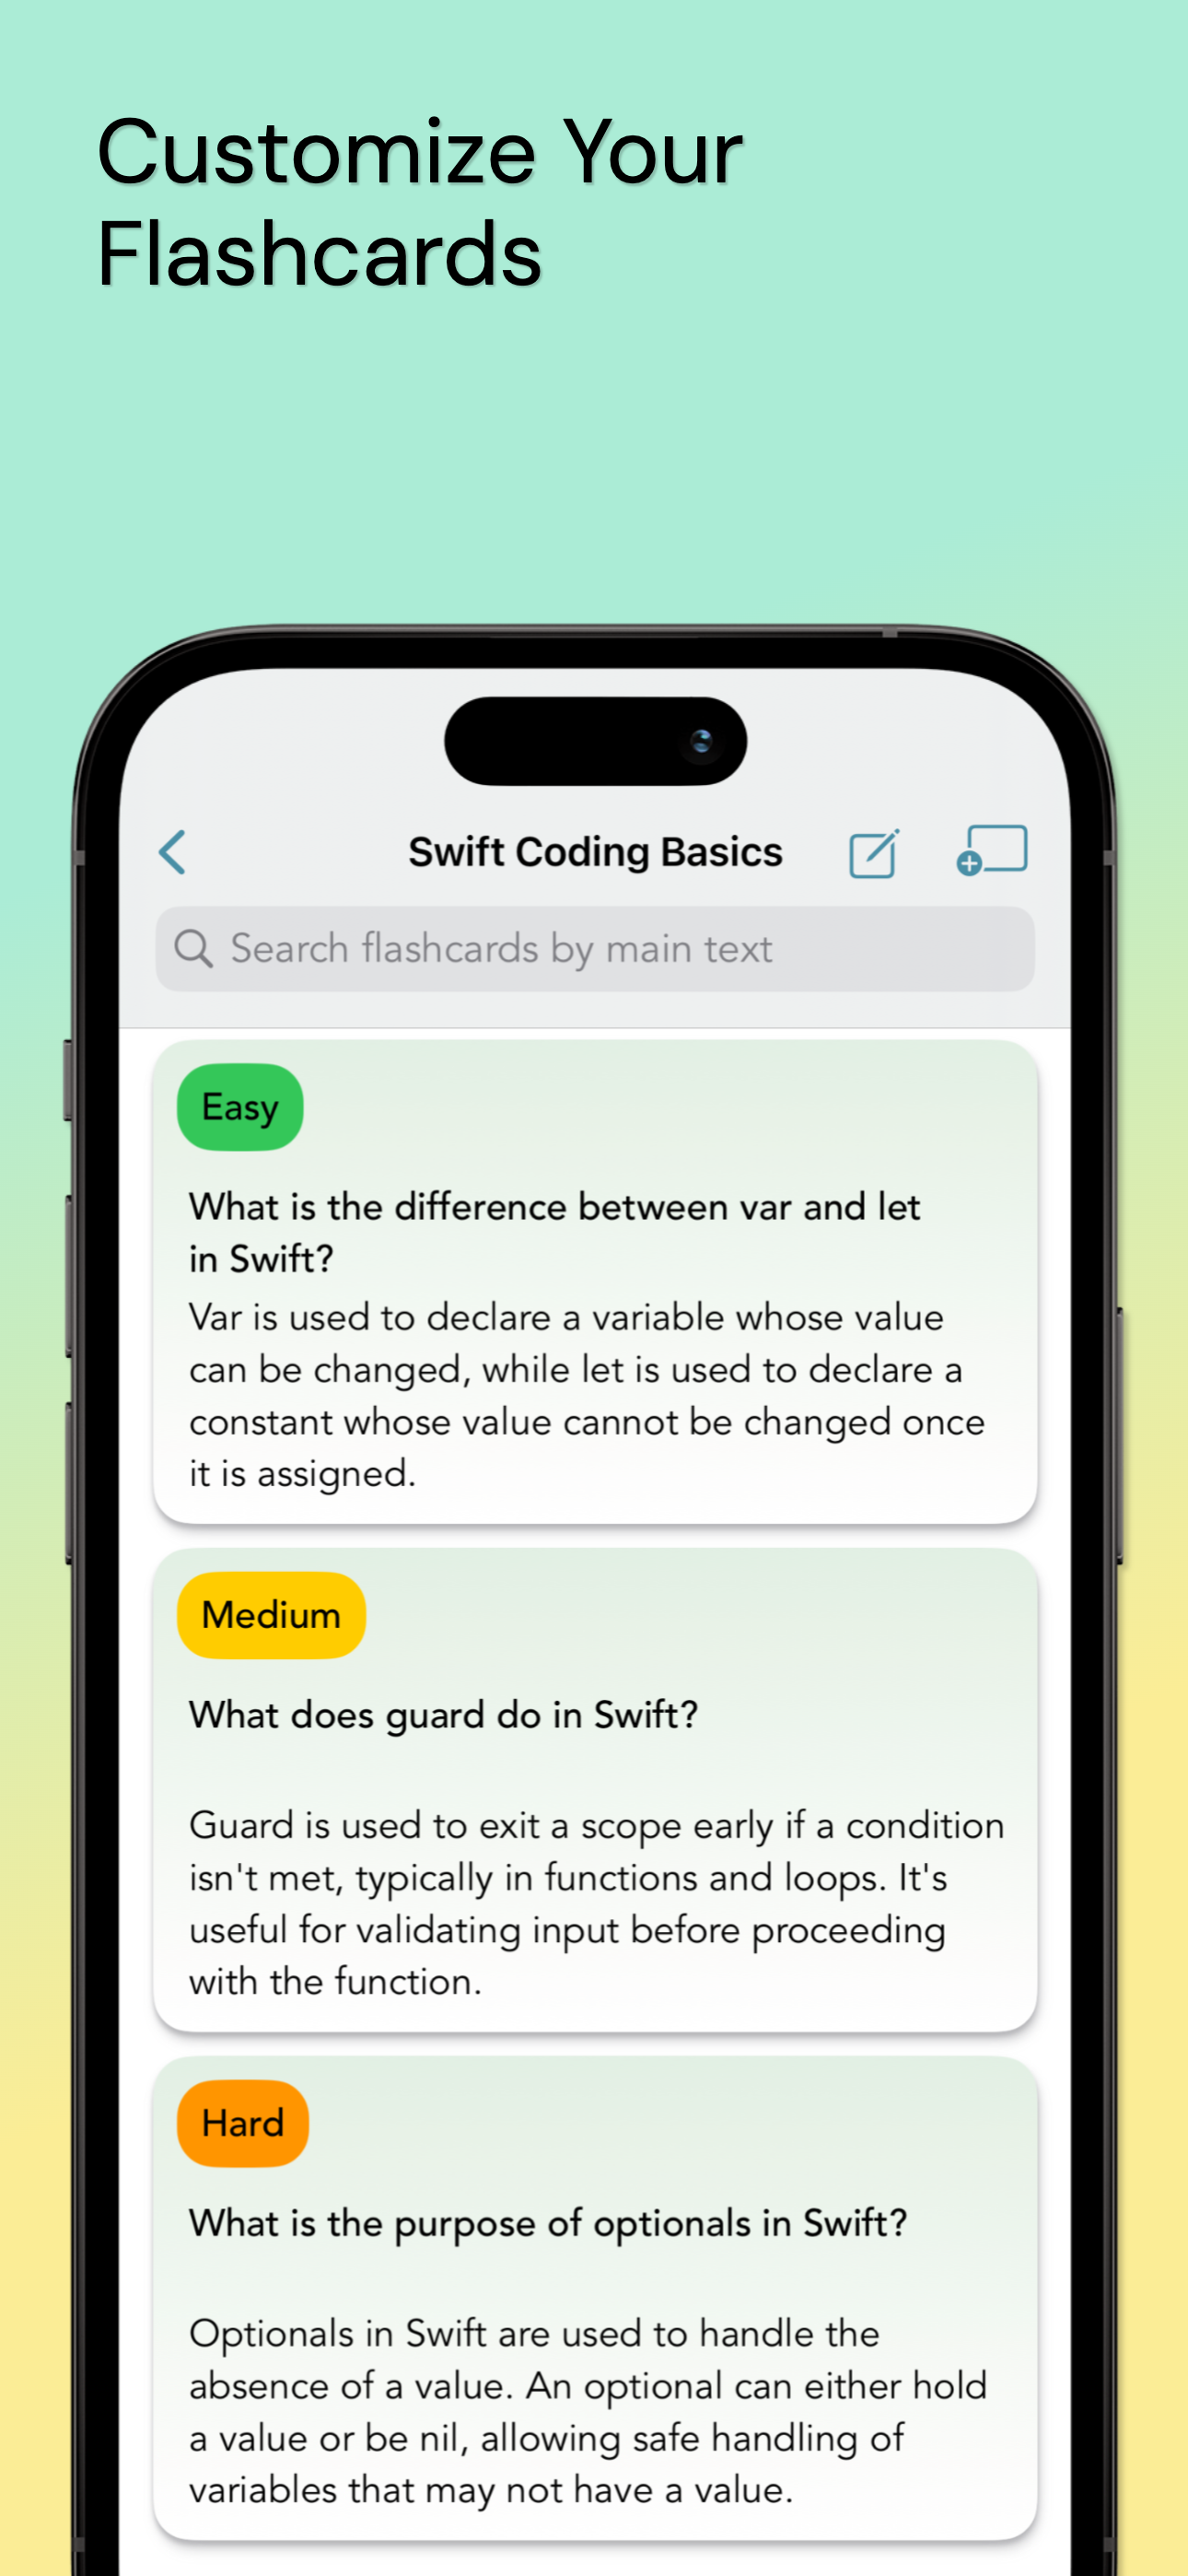 Customize Your
Flashcards
Swift Coding Basics
Search flashcards by main text
Easy
What is the difference between var and let
in Swift?
Var is used to declare a variable whose value
can be changed, while let is used to declare a
constant whose value cannot be changed once
it is assigned.
Medium
What does guard do in Swift?
Guard is used to exit a scope early if a condition
isn't met, typically in functions and loops. It's
useful for validating input before proceeding
with the function.
Hard
What is the purpose of optionals in Swift?
Optionals in Swift are used to handle the
absence of a value. An optional can either hold
a value or be nil, allowing safe handling of
variables that may not have a value.